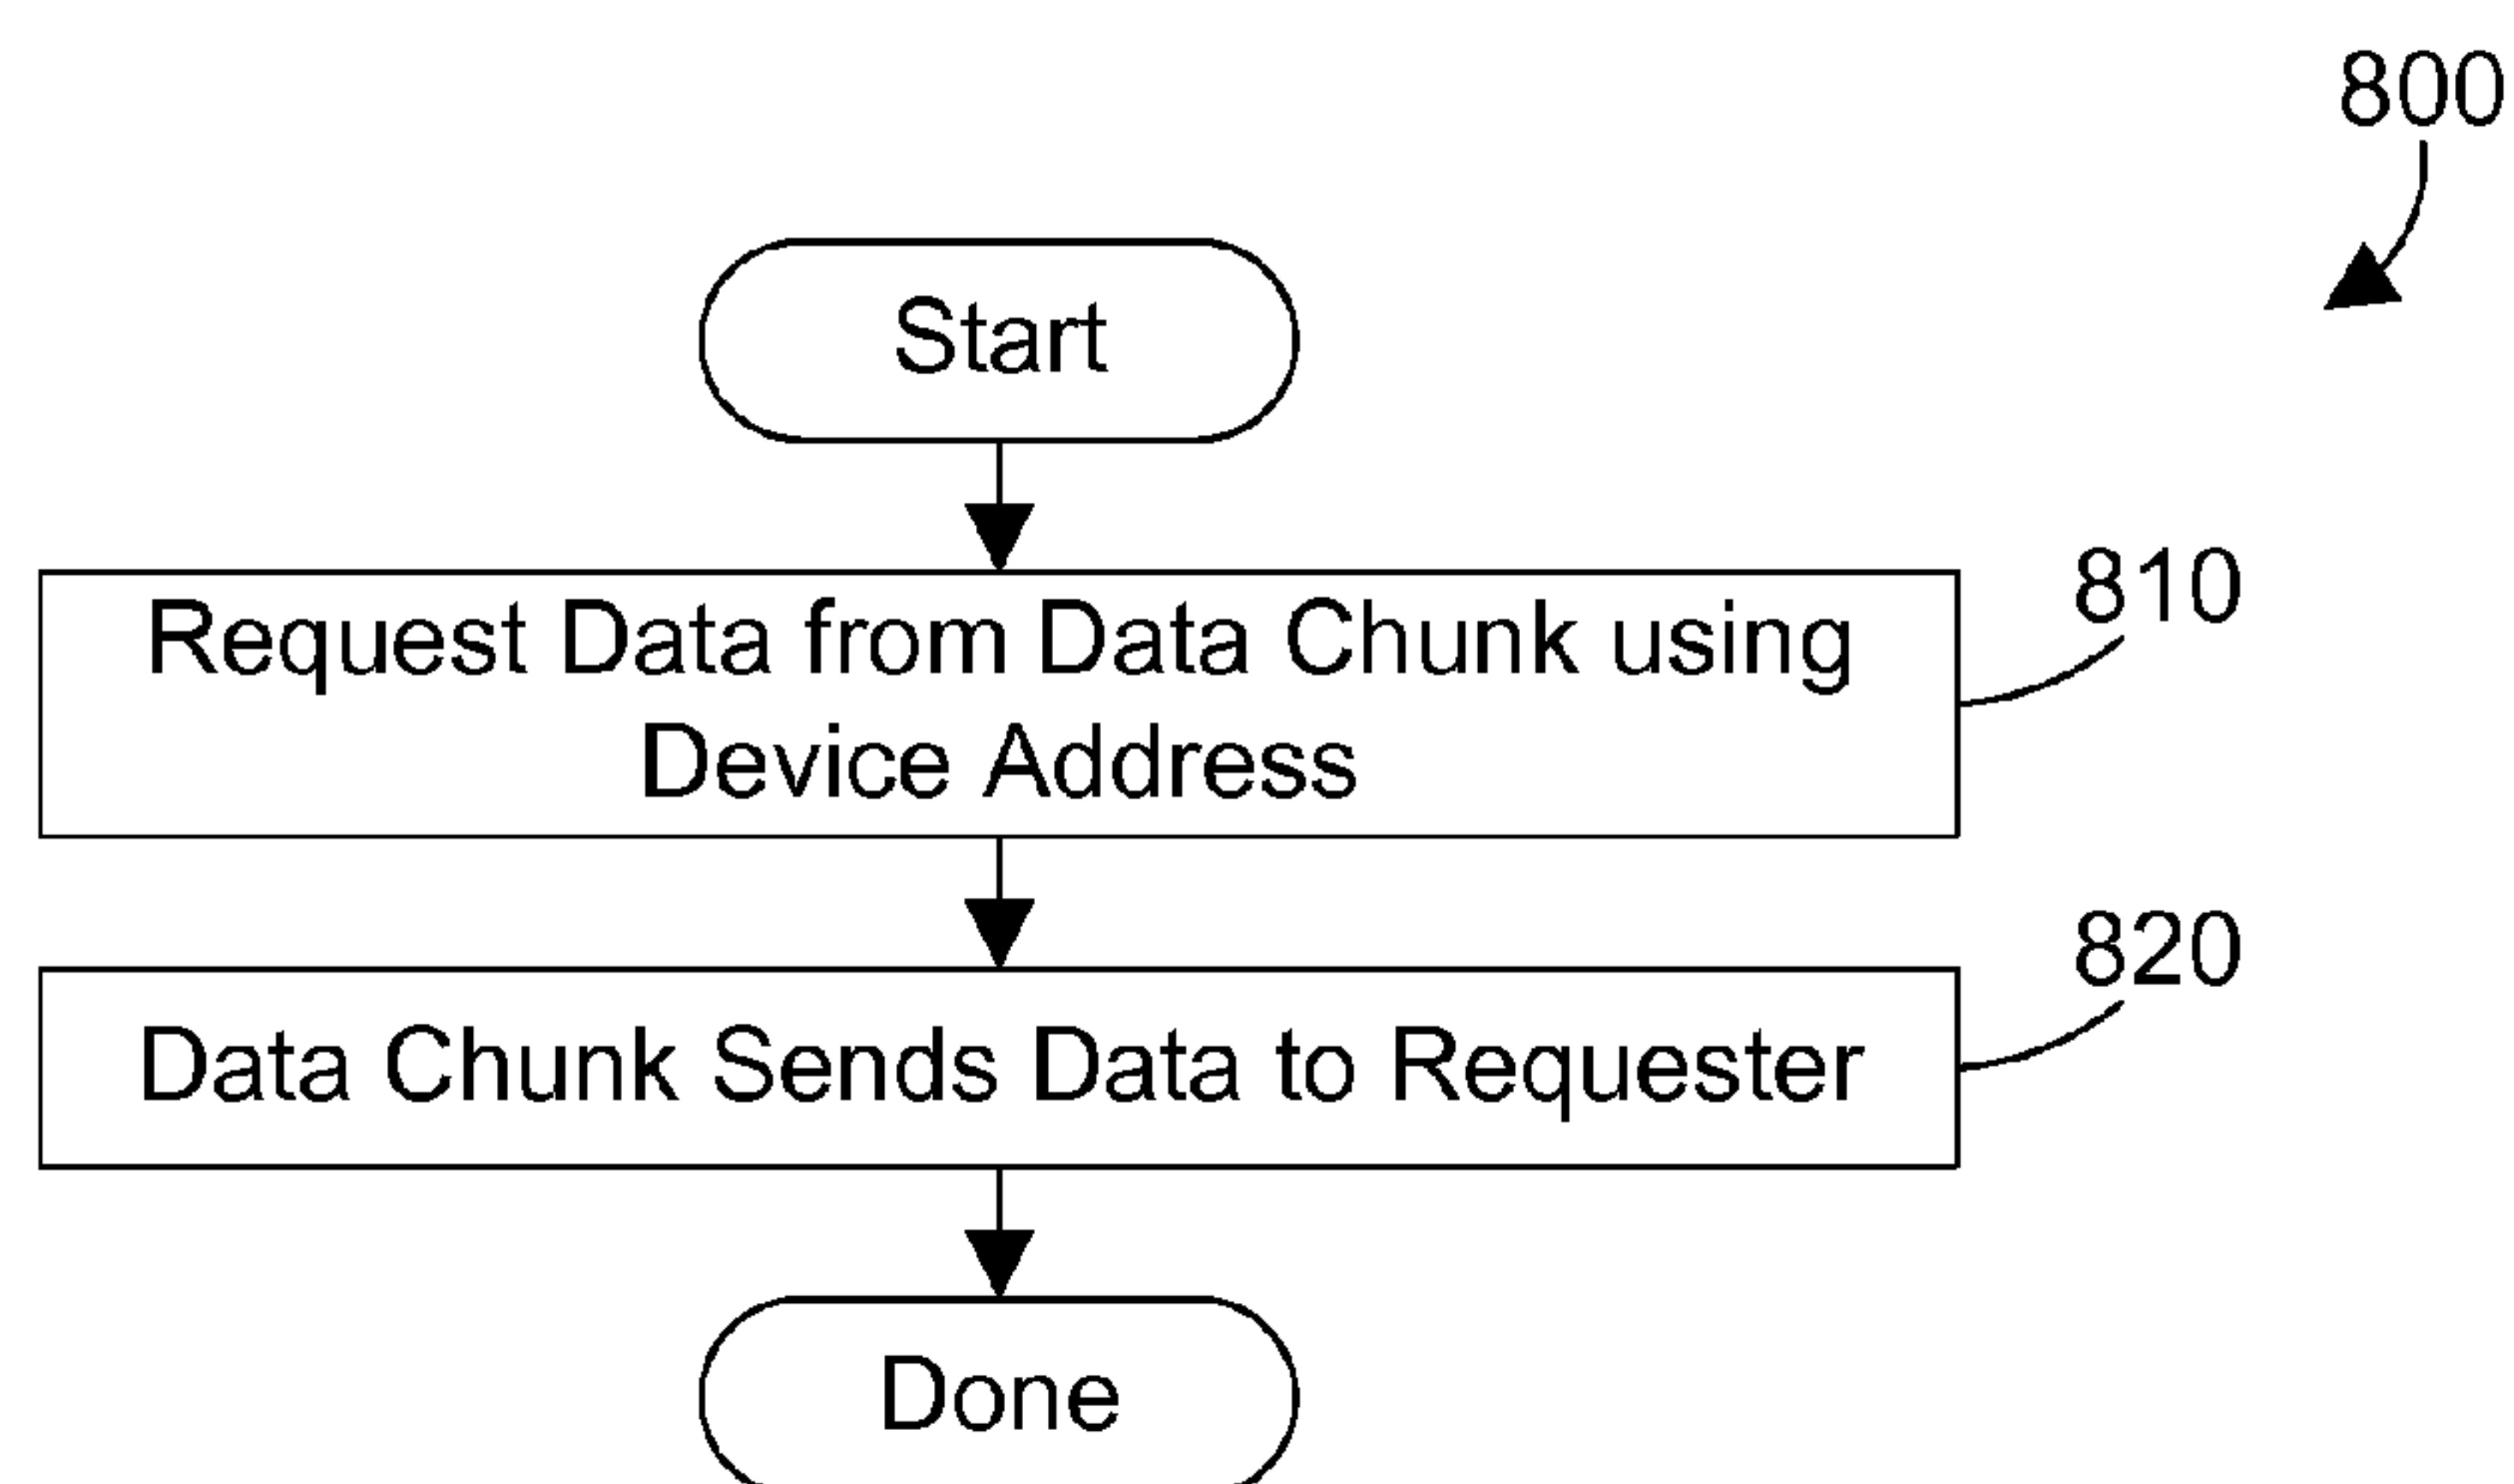 800
Start
810
Request Data from Data Chunk using
Device Address
820
Data Chunk Sends Data to Requester
Done